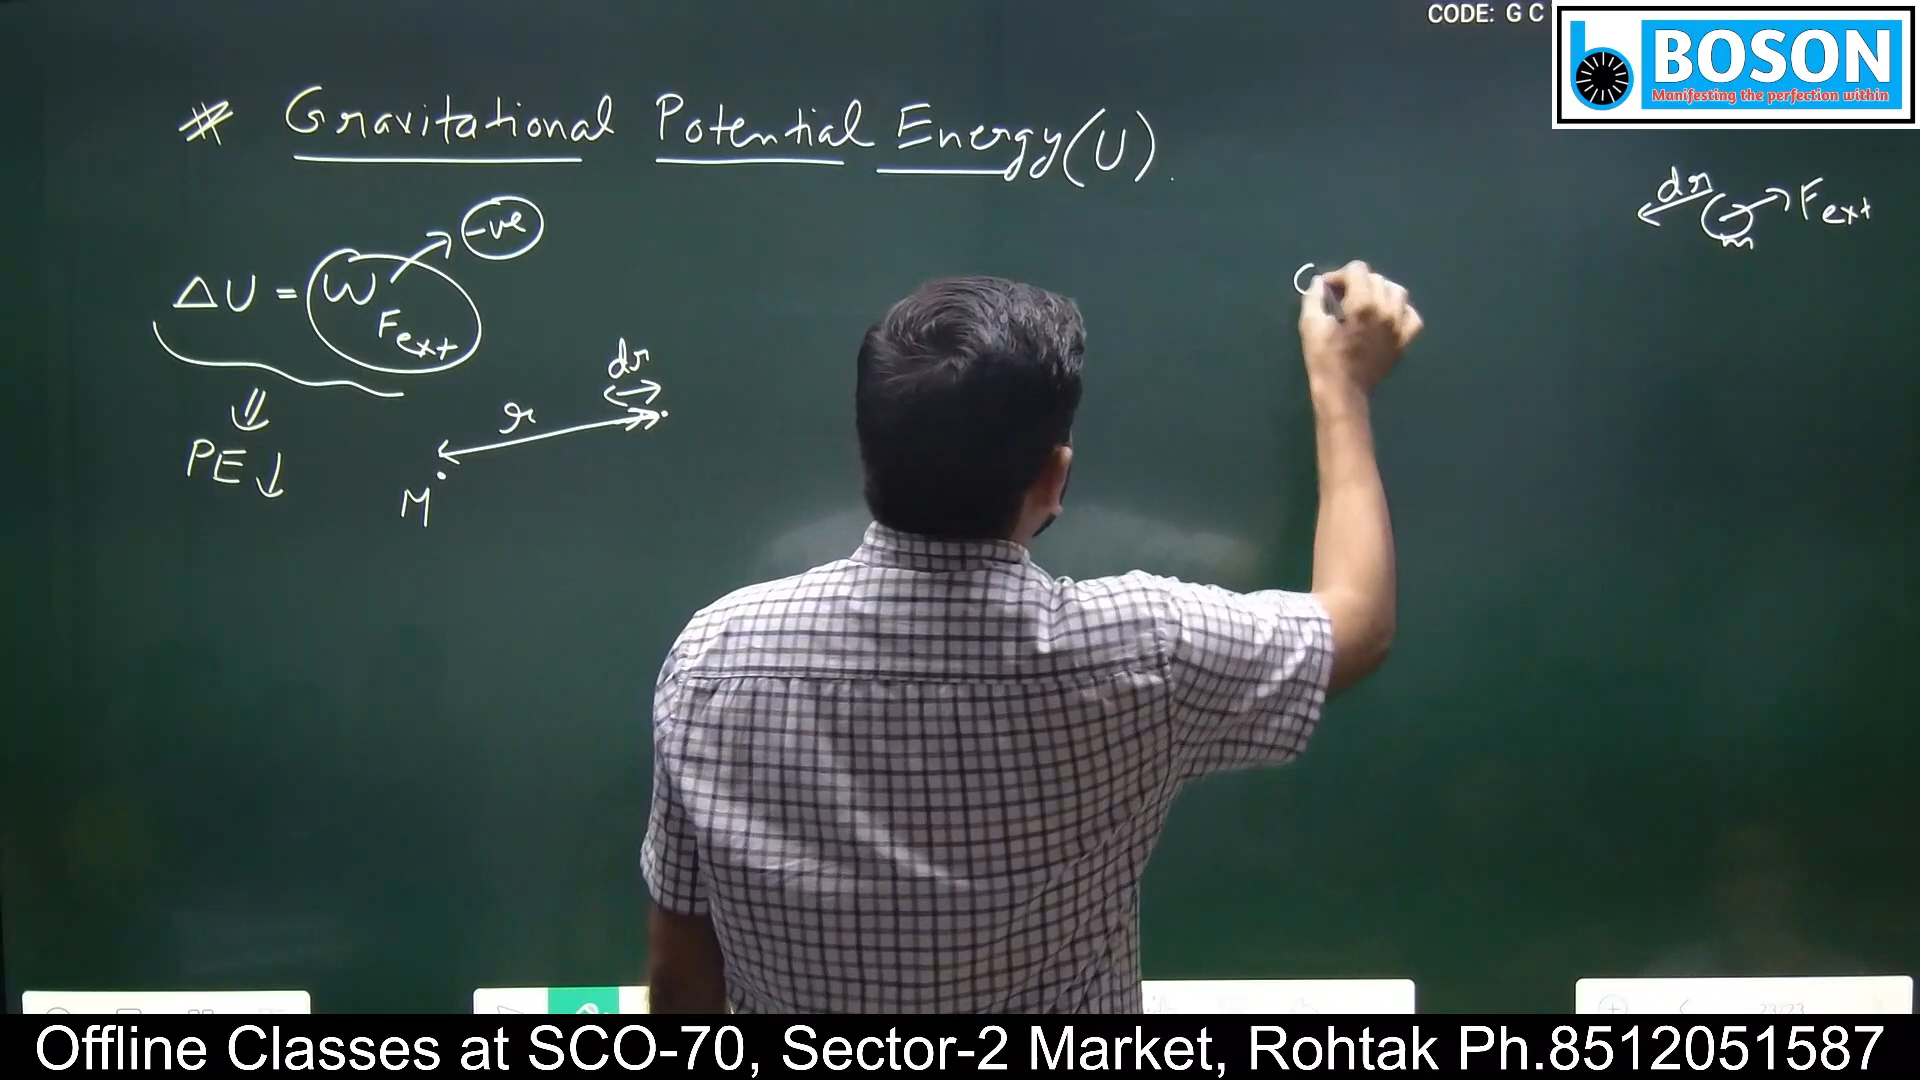 CODE: G C
BOSON
Manifesting the perfection within
* Gravitational Potential Energy (U).
dr
Fext
m
-ve
ΔU = W Fext
dr
r
PE↓
M
Offline Classes at SCO-70, Sector-2 Market, Rohtak Ph.8512051587